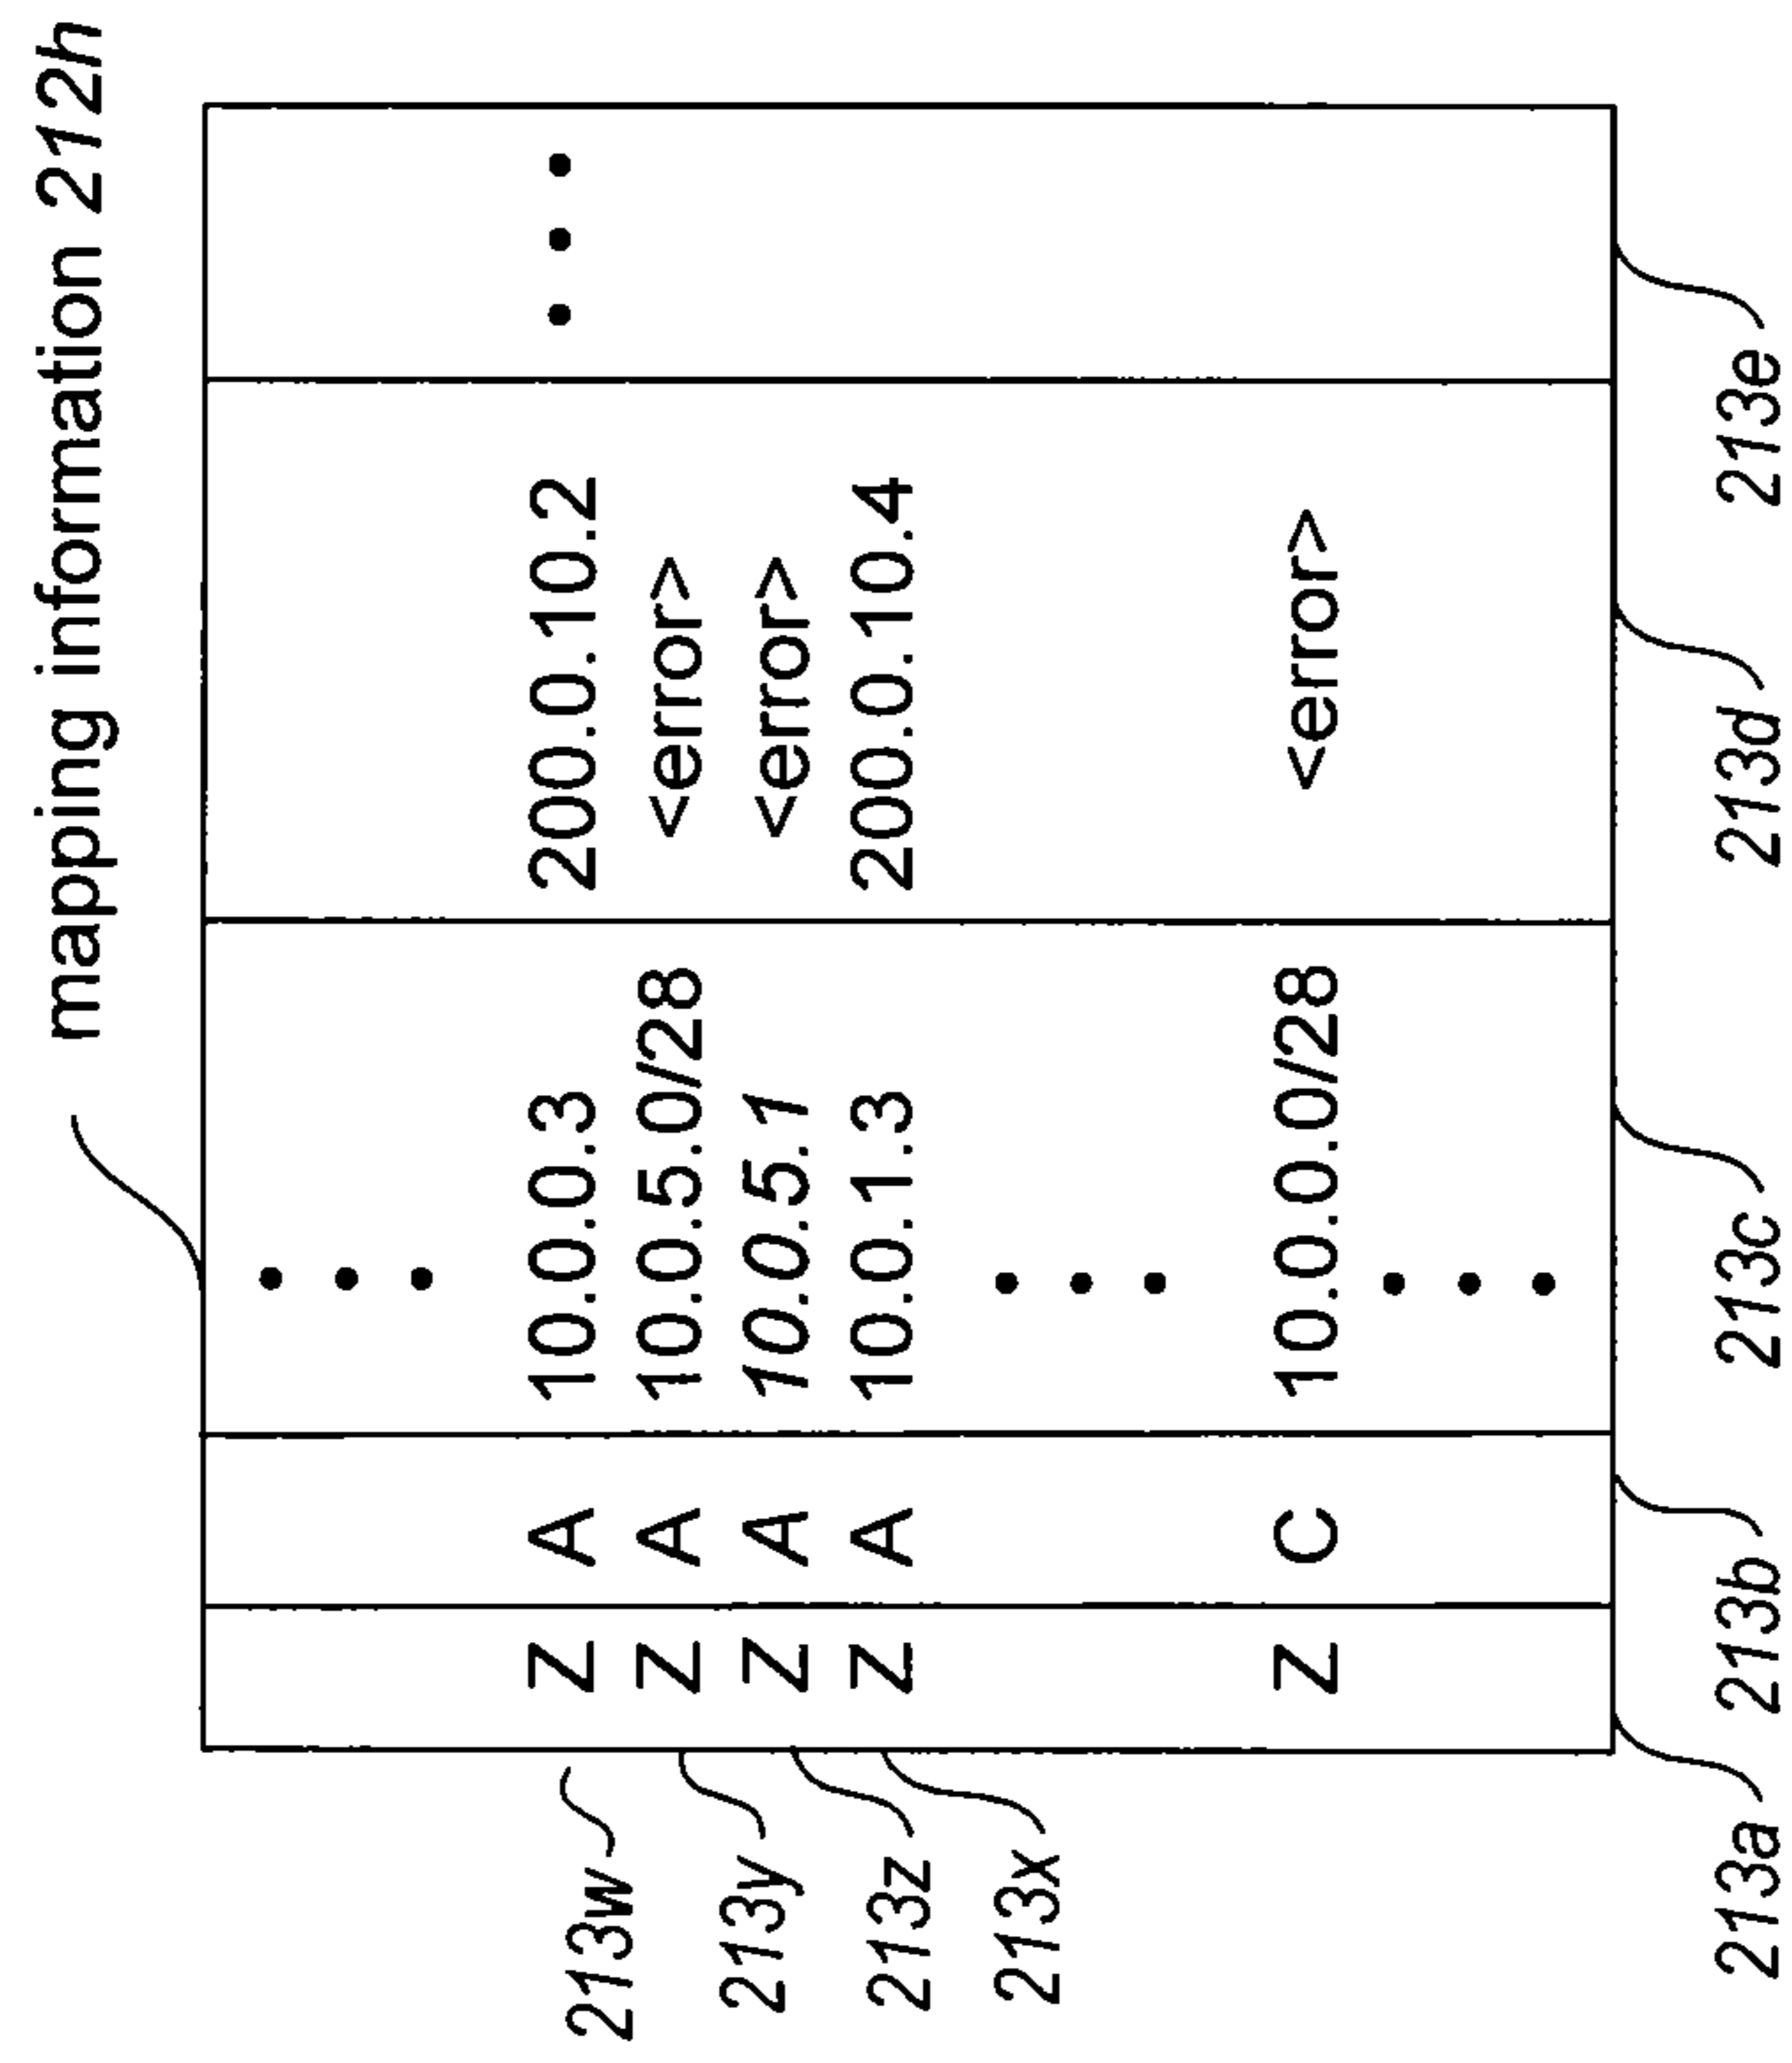 mapping information 212h
• • •
213w Z A 10.0.0.3 200.0.10.2 • • •
213y Z A 10.0.5.0/28 <error>
213z Z A 10.0.5.1 <error>
213x Z A 10.0.1.3 200.0.10.4
• • •
Z C 10.0.0.0/28 <error>
• • •
213a 213b 213c 213d 213e